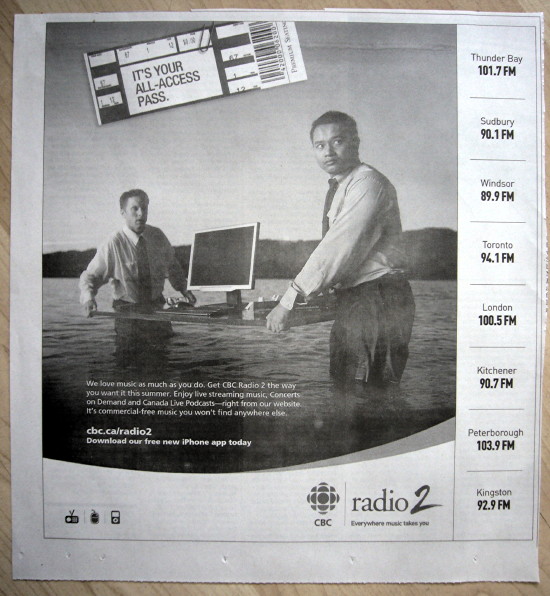 IT'S YOUR
ALL-ACCESS
PASS.
PREMIUM SEATING
We love music as much as you do. Get CBC Radio 2 the way
you want it this summer. Enjoy live streaming music, Concerts
on Demand and Canada Live Podcasts—right from our website.
It's commercial-free music you won't find anywhere else.
cbc.ca/radio2
Download our free new iPhone app today
CBC
radio 2
Everywhere music takes you
Thunder Bay
101.7 FM
Sudbury
90.1 FM
Windsor
89.9 FM
Toronto
94.1 FM
London
100.5 FM
Kitchener
90.7 FM
Peterborough
103.9 FM
Kingston
92.9 FM